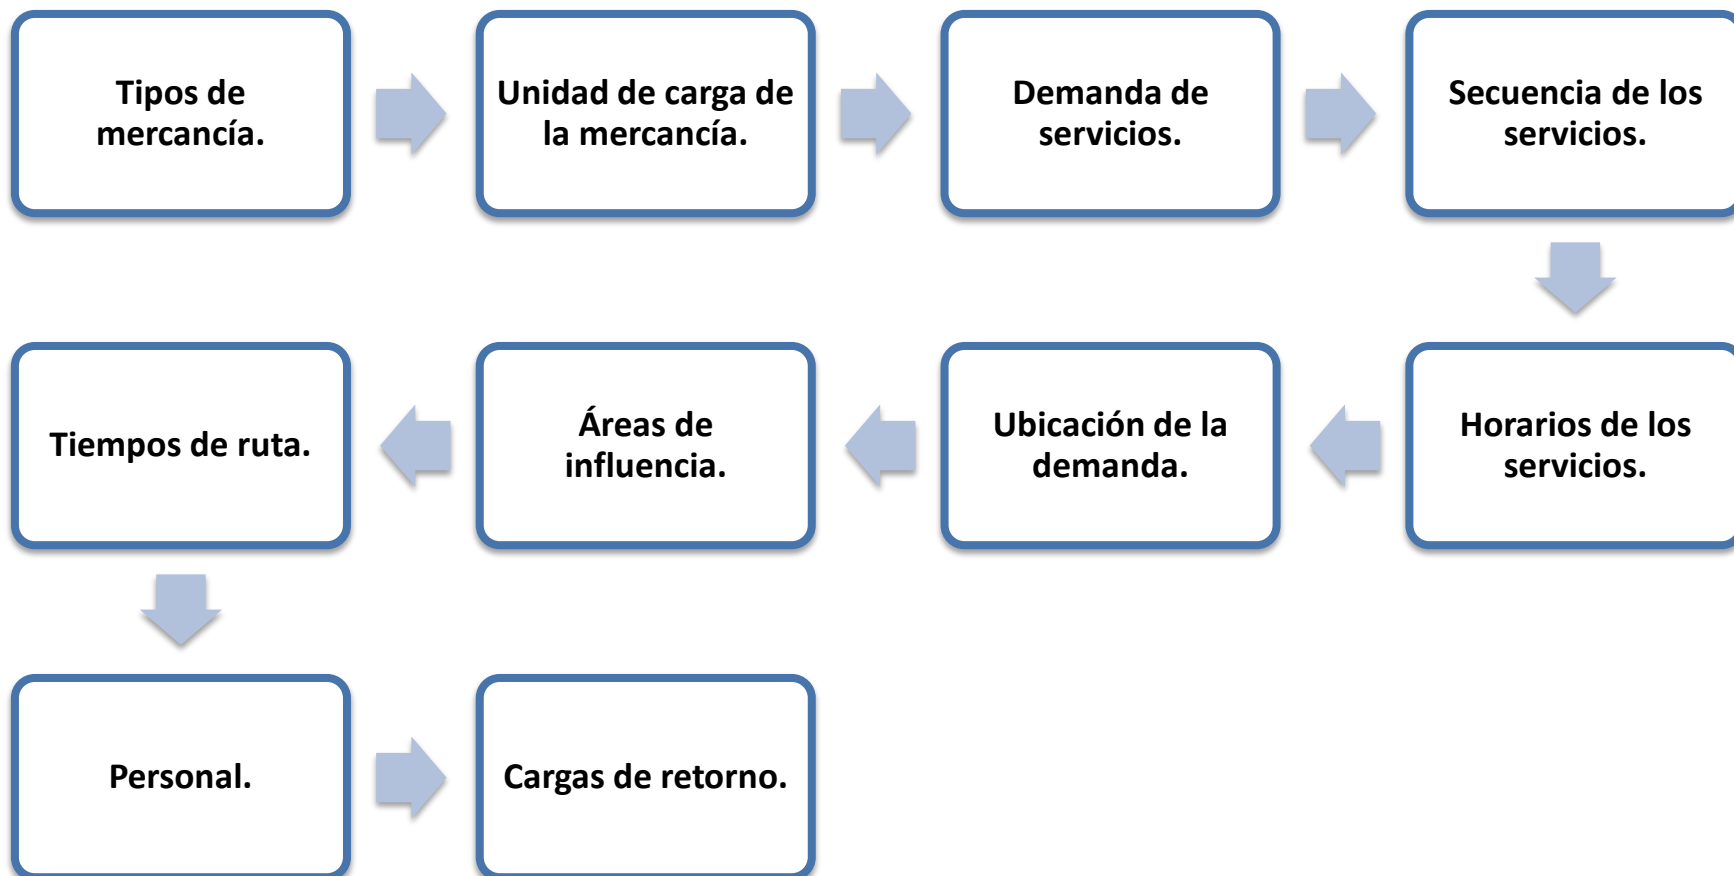 Tipos de
mercancía.
Unidad de carga de
la mercancía.
Demanda de
servicios.
Secuencia de los
servicios.
Horarios de los
servicios.
Ubicación de la
demanda.
Áreas de
influencia.
Tiempos de ruta.
Personal.
Cargas de retorno.